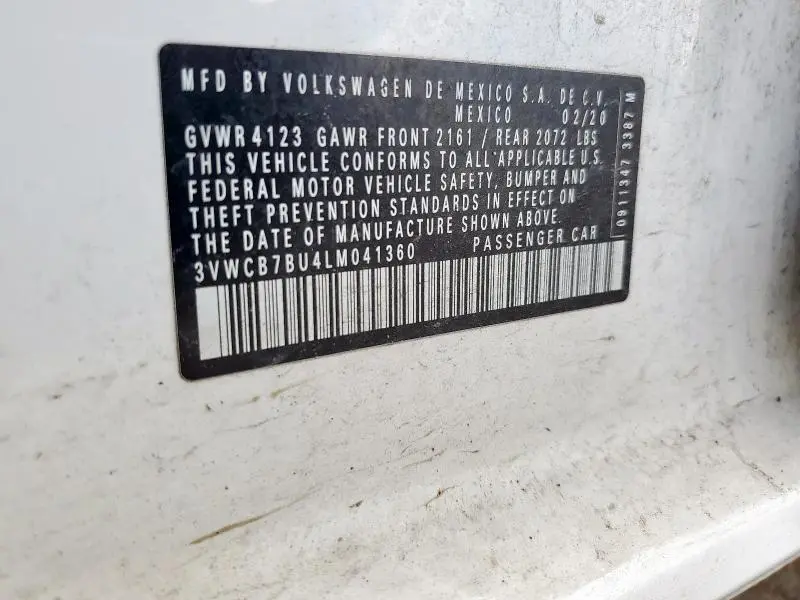 MFD BY VOLKSWAGEN DE MEXICO S.A. DE C.V.
MEXICO 02/20
GVWR 4123 GAWR FRONT 2161 / REAR 2072 LBS
THIS VEHICLE CONFORMS TO ALL APPLICABLE U.S.
FEDERAL MOTOR VEHICLE SAFETY, BUMPER AND
THEFT PREVENTION STANDARDS IN EFFECT ON
THE DATE OF MANUFACTURE SHOWN ABOVE.
3VWCB7BU4LM041360 PASSENGER CAR
0911347 3387 M